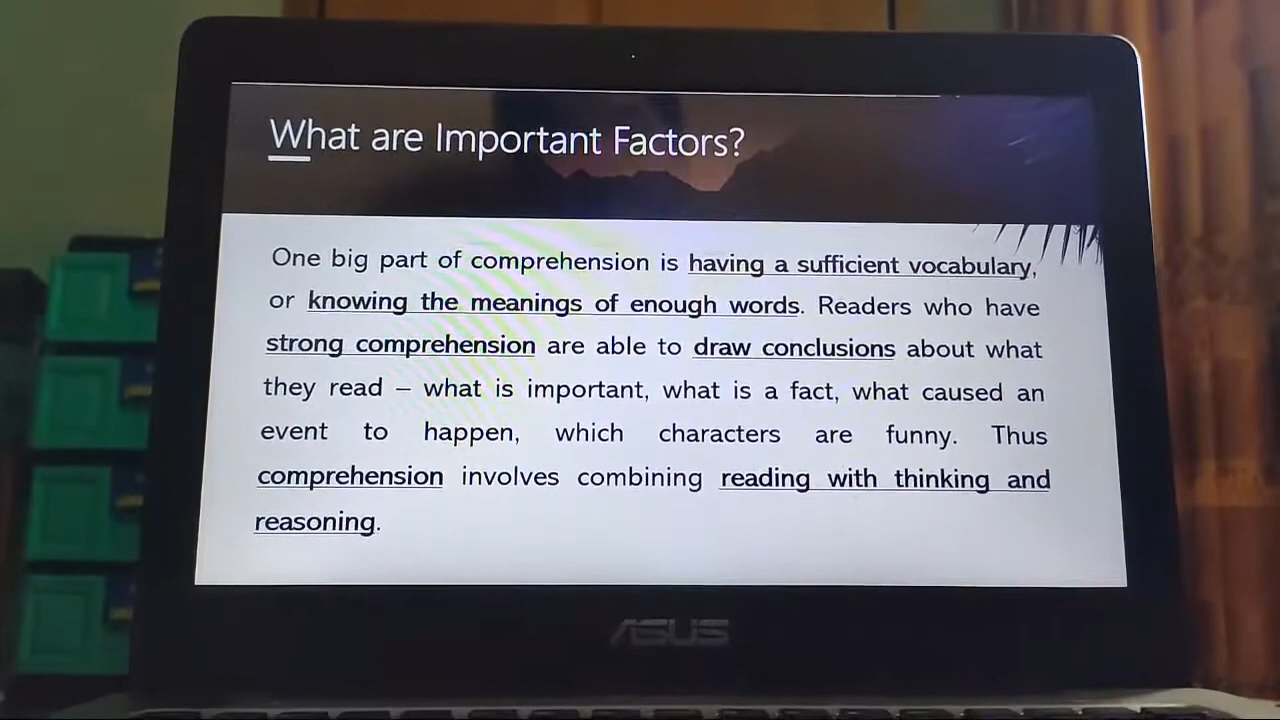 What are Important Factors?
One big part of comprehension is having a sufficient vocabulary,
or knowing the meanings of enough words. Readers who have
strong comprehension are able to draw conclusions about what
they read – what is important, what is a fact, what caused an
event to happen, which characters are funny. Thus
comprehension involves combining reading with thinking and
reasoning.
ASUS